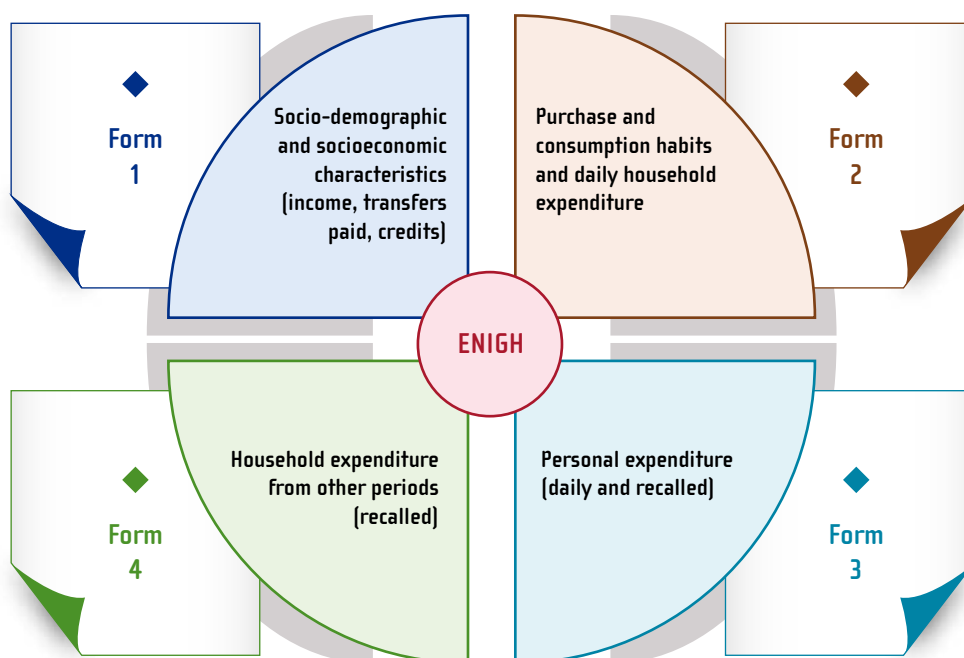 Form
1
Socio-demographic
and socioeconomic
characteristics
(income, transfers
paid, credits)
Purchase and
consumption habits
and daily household
expenditure
Form
2
ENIGH
Form
4
Household expenditure
from other periods
(recalled)
Personal expenditure
(daily and recalled)
Form
3